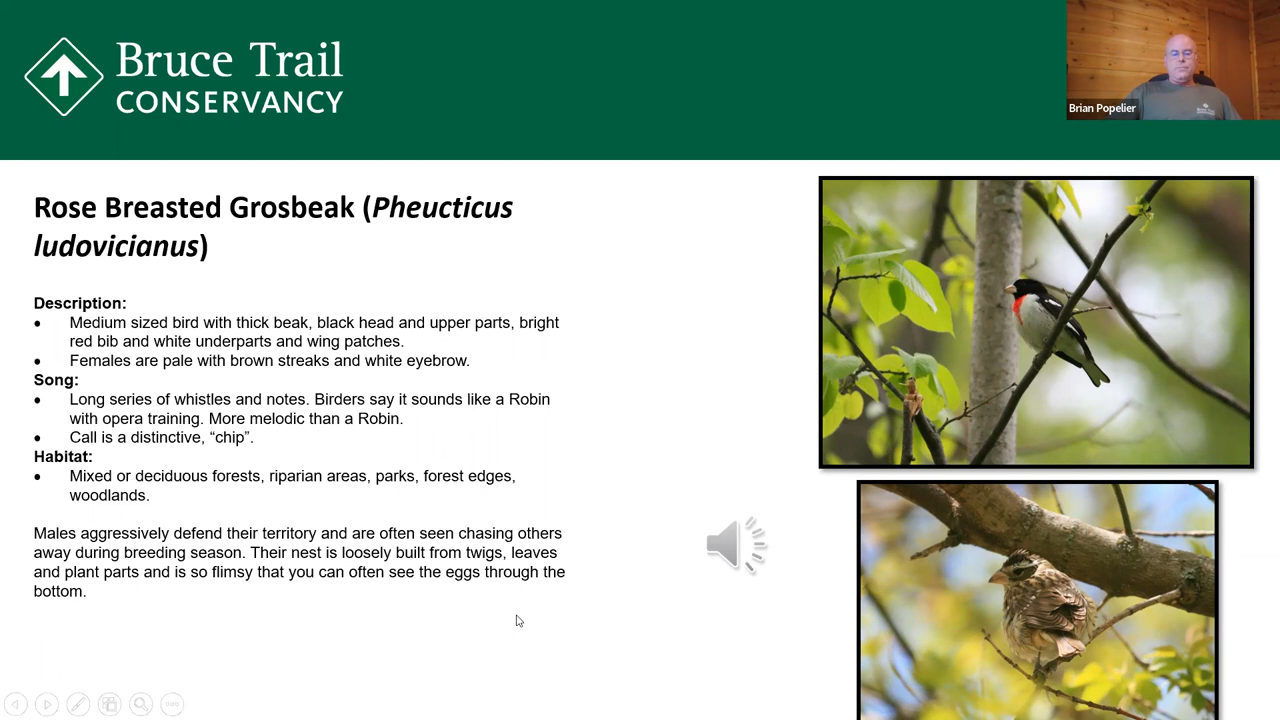 Bruce Trail
CONSERVANCY
Brian Popelier
Rose Breasted Grosbeak (Pheucticus
ludovicianus)
Description:
• Medium sized bird with thick beak, black head and upper parts, bright
red bib and white underparts and wing patches.
• Females are pale with brown streaks and white eyebrow.
Song:
• Long series of whistles and notes. Birders say it sounds like a Robin
with opera training. More melodic than a Robin.
• Call is a distinctive, “chip”.
Habitat:
• Mixed or deciduous forests, riparian areas, parks, forest edges,
woodlands.
Males aggressively defend their territory and are often seen chasing others
away during breeding season. Their nest is loosely built from twigs, leaves
and plant parts and is so flimsy that you can often see the eggs through the
bottom.